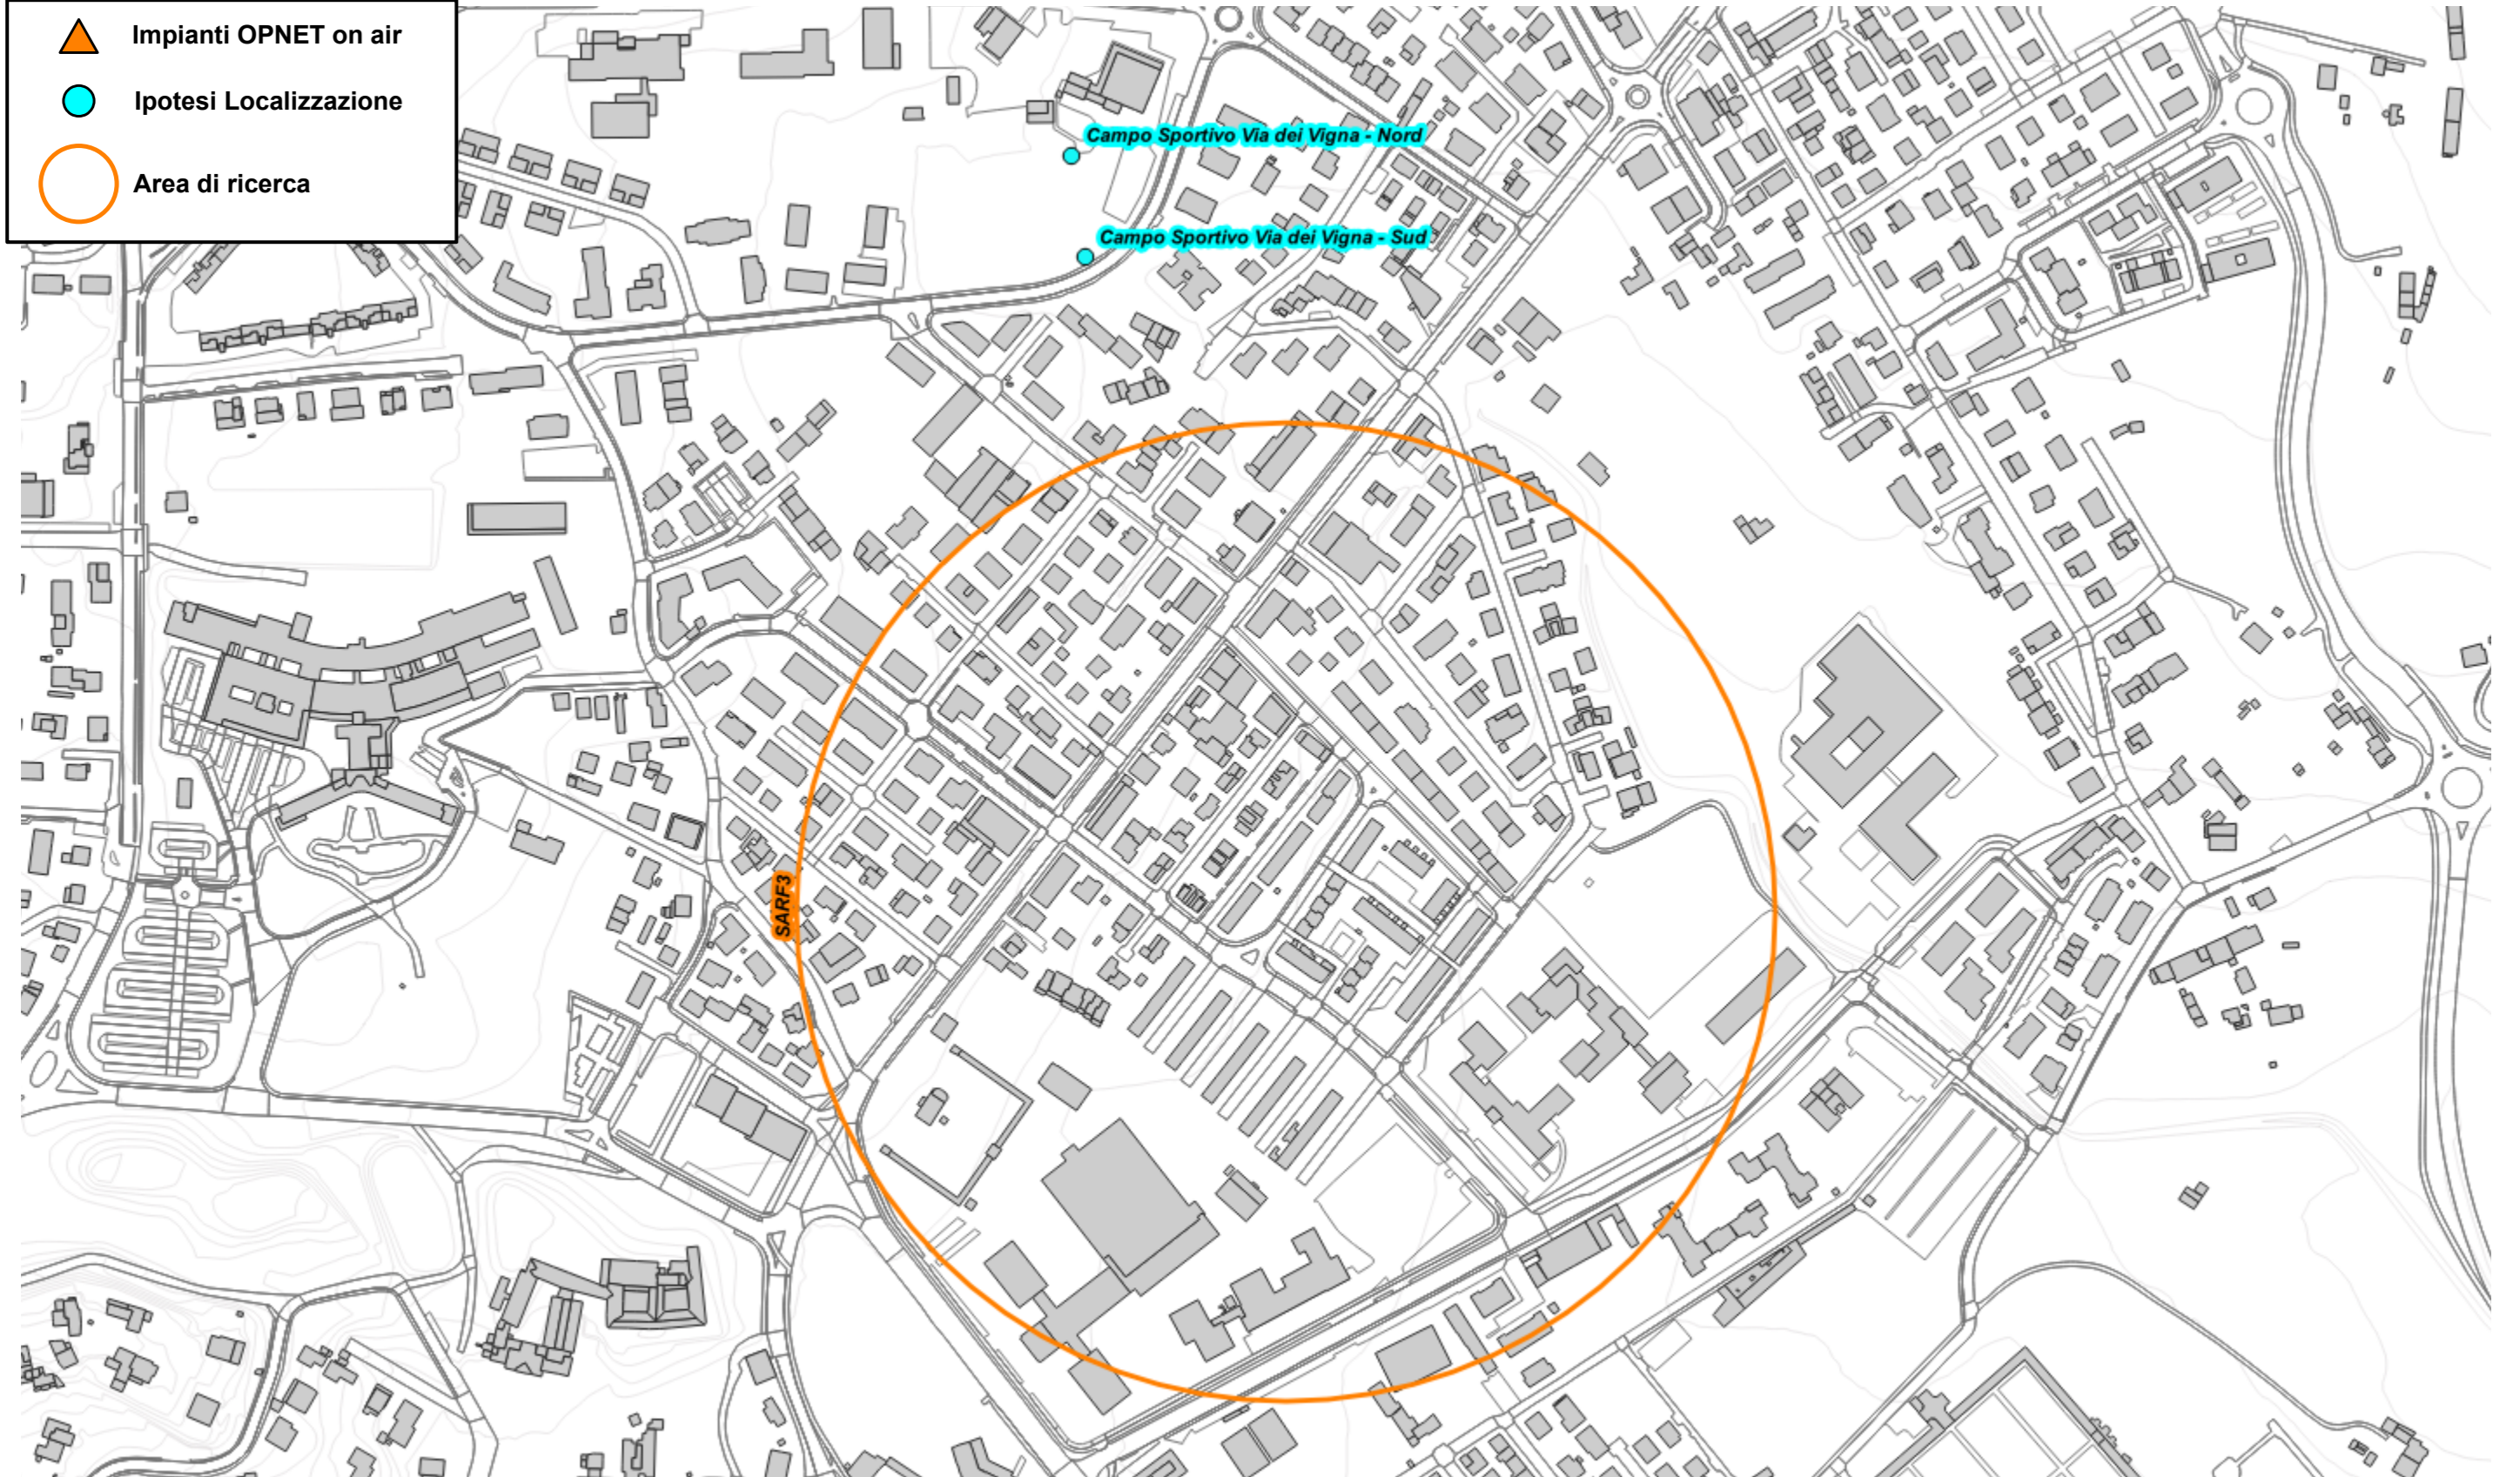 Impianti OPNET on air
Ipotesi Localizzazione
Area di ricerca
Campo Sportivo Via dei Vigna - Nord
Campo Sportivo Via dei Vigna - Sud
SARF3